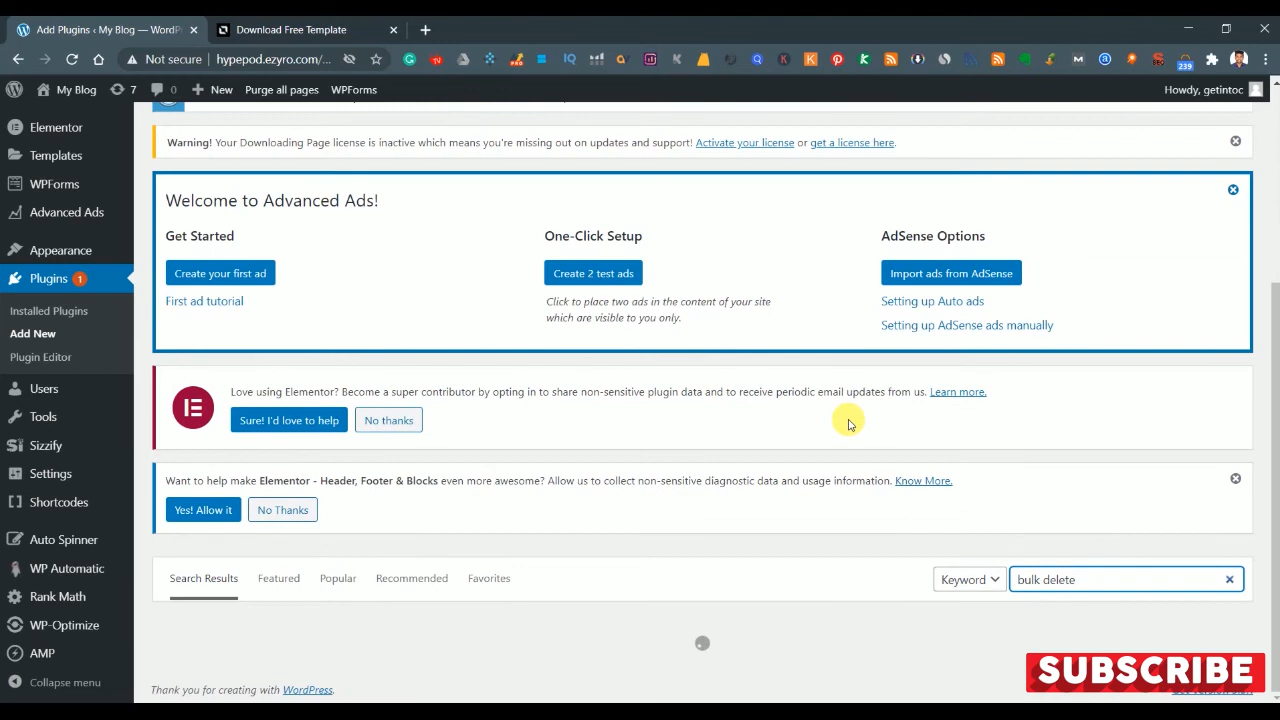 Add Plugins ‹ My Blog — WordP
Download Free Template
Not secure
hypepod.ezyro.com/...
239
My Blog
7
0
New
Purge all pages
WPForms
Howdy, getintoc
Elementor
Templates
WPForms
Advanced Ads
Appearance
Plugins 1
Installed Plugins
Add New
Plugin Editor
Users
Tools
Sizzify
Settings
Shortcodes
Auto Spinner
WP Automatic
Rank Math
WP-Optimize
AMP
Collapse menu
Warning! Your Downloading Page license is inactive which means you're missing out on updates and support! Activate your license or get a license here.
Welcome to Advanced Ads!
Get Started
Create your first ad
First ad tutorial
One-Click Setup
Create 2 test ads
Click to place two ads in the content of your site
which are visible to you only.
AdSense Options
Import ads from AdSense
Setting up Auto ads
Setting up AdSense ads manually
Love using Elementor? Become a super contributor by opting in to share non-sensitive plugin data and to receive periodic email updates from us. Learn more.
Sure! I'd love to help
No thanks
Want to help make Elementor - Header, Footer & Blocks even more awesome? Allow us to collect non-sensitive diagnostic data and usage information. Know More.
Yes! Allow it
No Thanks
Search Results
Featured
Popular
Recommended
Favorites
Keyword
bulk delete
SUBSCRIBE
Thank you for creating with WordPress.